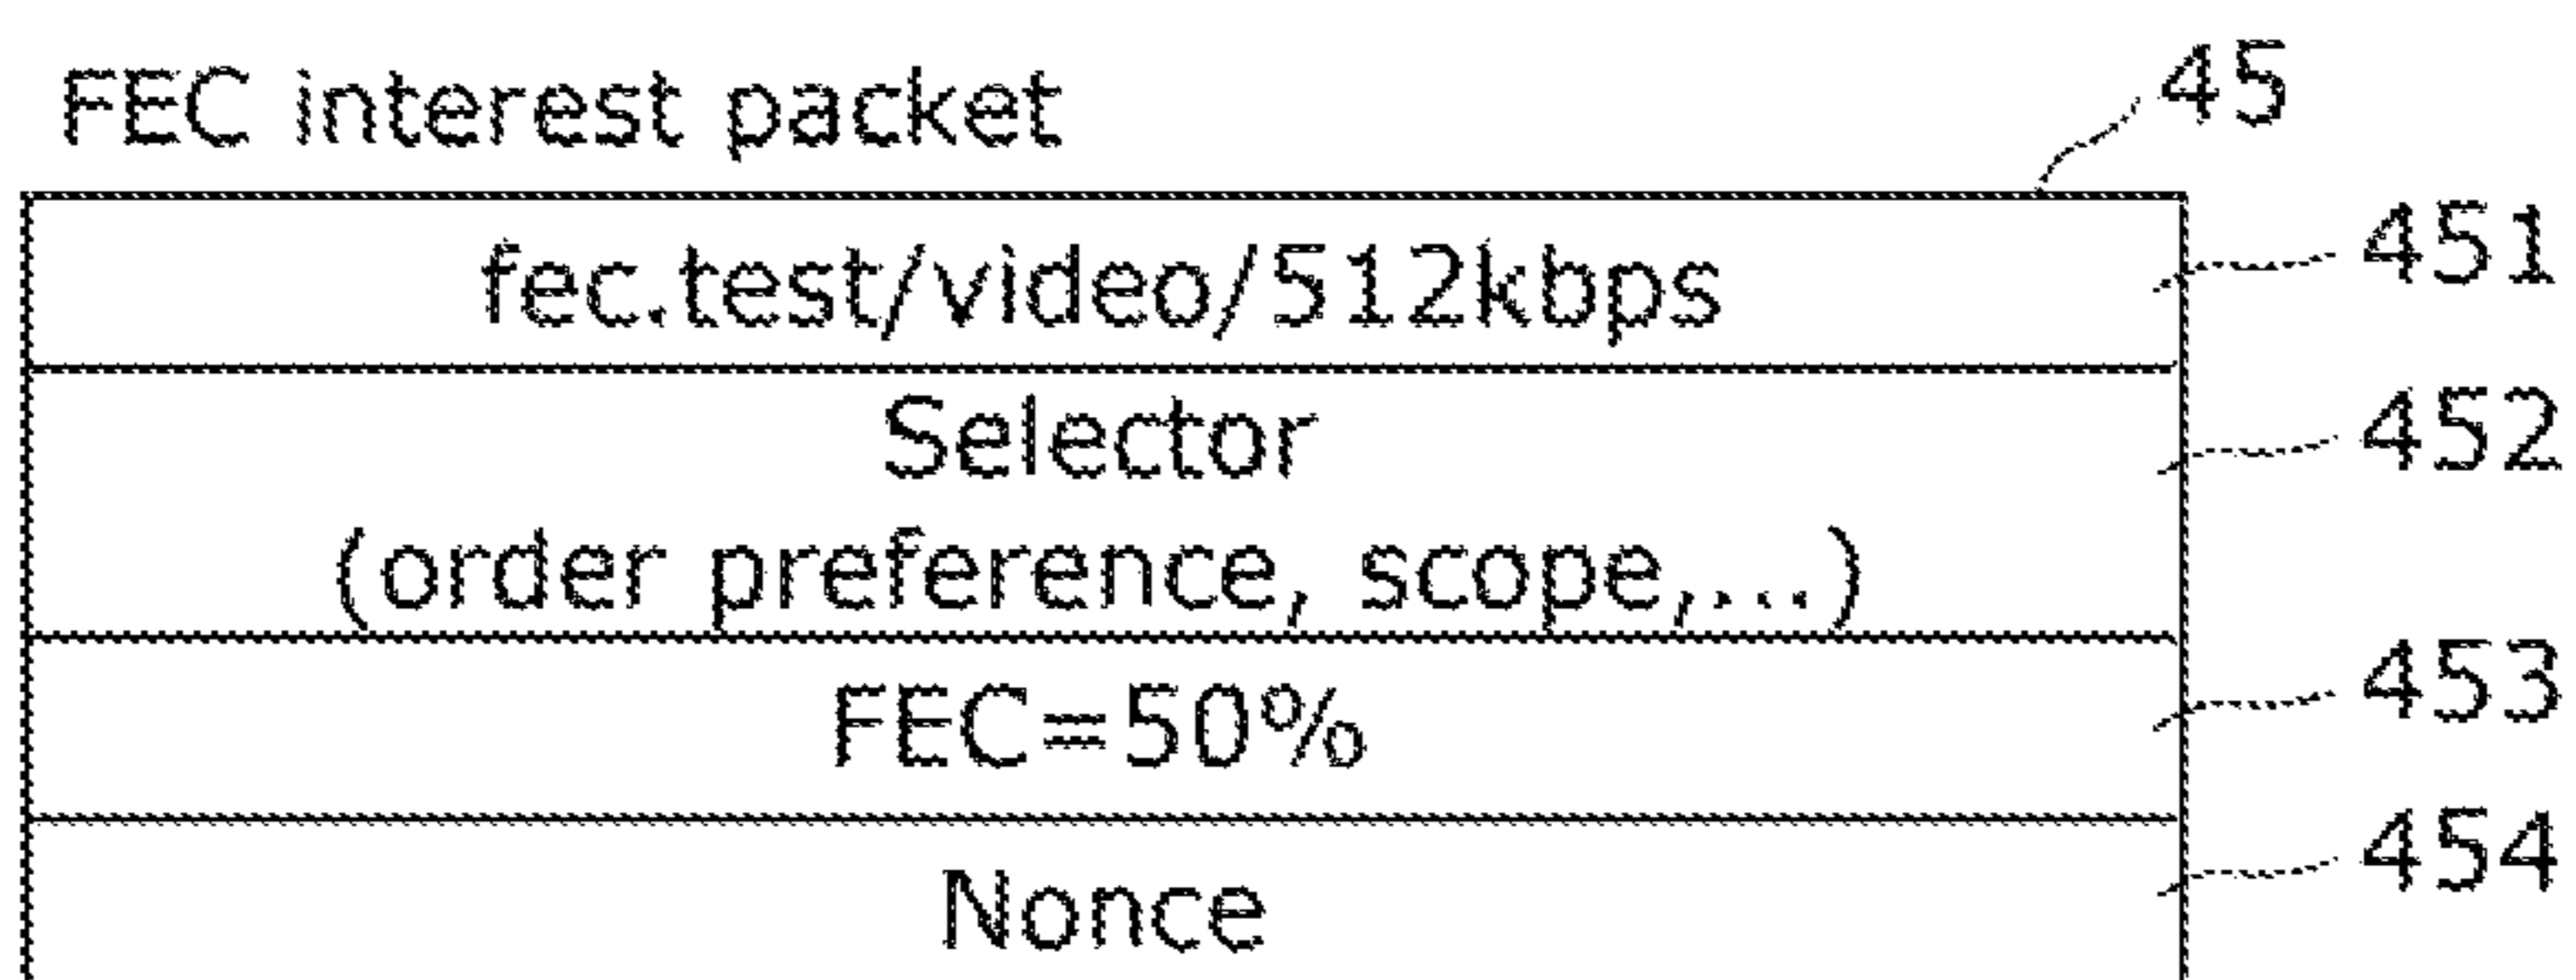 FEC interest packet
45
fec.test/video/512kbps
451
Selector
452
(order preference, scope,...)
FEC=50%
453
Nonce
454